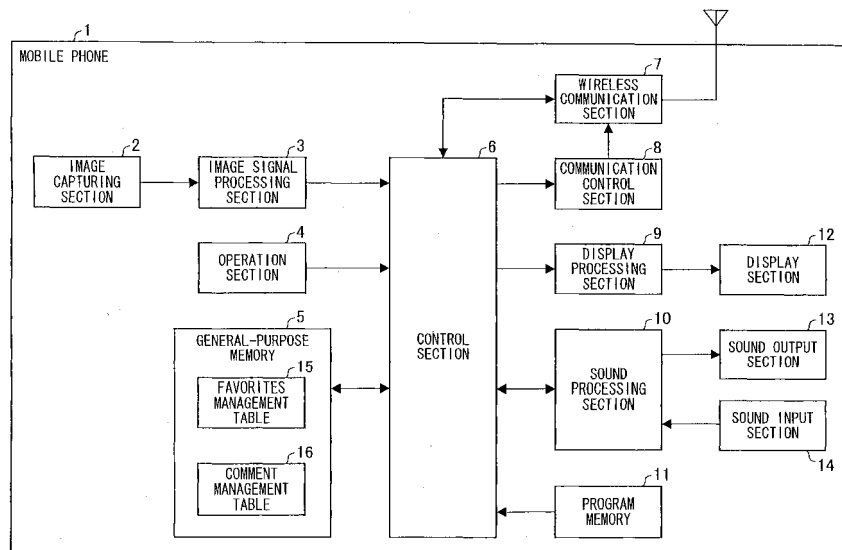 1
MOBILE PHONE
7
WIRELESS
COMMUNICATION
SECTION
2
IMAGE
CAPTURING
SECTION
3
IMAGE SIGNAL
PROCESSING
SECTION
6
CONTROL
SECTION
8
COMMUNICATION
CONTROL
SECTION
4
OPERATION
SECTION
9
DISPLAY
PROCESSING
SECTION
12
DISPLAY
SECTION
5
GENERAL-PURPOSE
MEMORY
15
FAVORITES
MANAGEMENT
TABLE
16
COMMENT
MANAGEMENT
TABLE
10
SOUND
PROCESSING
SECTION
13
SOUND OUTPUT
SECTION
SOUND INPUT
SECTION
14
11
PROGRAM
MEMORY